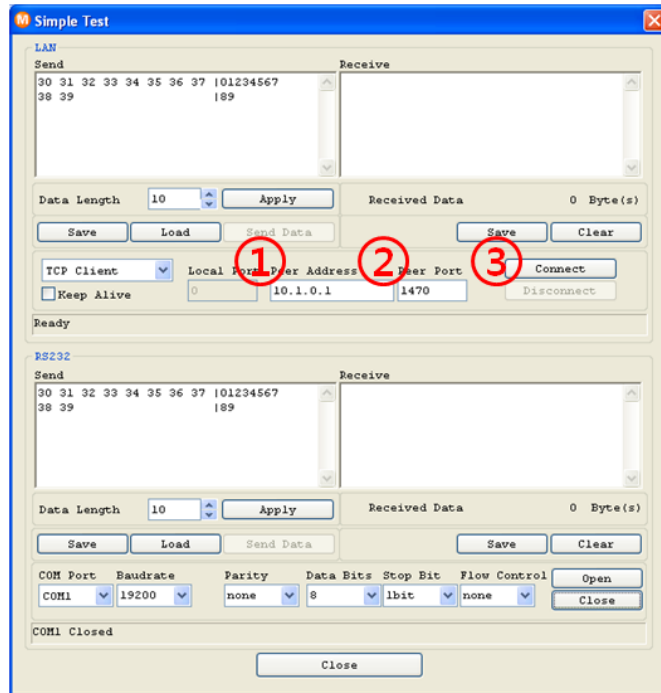 M Simple Test
LAN
Send Receive
30 31 32 33 34 35 36 37 |01234567
38 39 |89
Data Length 10 Apply Received Data 0 Byte(s)
Save Load Send Data Save Clear
① ② ③
TCP Client Local Port Peer Address Peer Port Connect
Keep Alive 0 10.1.0.1 1470 Disconnect
Ready
RS232
Send Receive
30 31 32 33 34 35 36 37 |01234567
38 39 |89
Data Length 10 Apply Received Data 0 Byte(s)
Save Load Send Data Save Clear
COM Port Baudrate Parity Data Bits Stop Bit Flow Control Open
COM1 19200 none 8 1bit none Close
COM1 Closed
Close